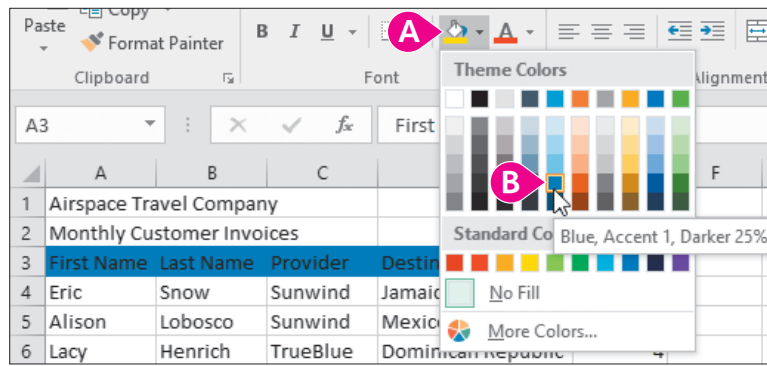 Copy
Paste
Format Painter
B I U A
A
Clipboard
Font
Alignment
Theme Colors
A3
fx
First
B
A B C F
1 Airspace Travel Company
2 Monthly Customer Invoices
Standard Co
Blue, Accent 1, Darker 25%
3 First Name Last Name Provider Destin
4 Eric Snow Sunwind Jamaic
No Fill
5 Alison Lobosco Sunwind Mexico
More Colors...
6 Lacy Henrich TrueBlue Dominican Republic 4